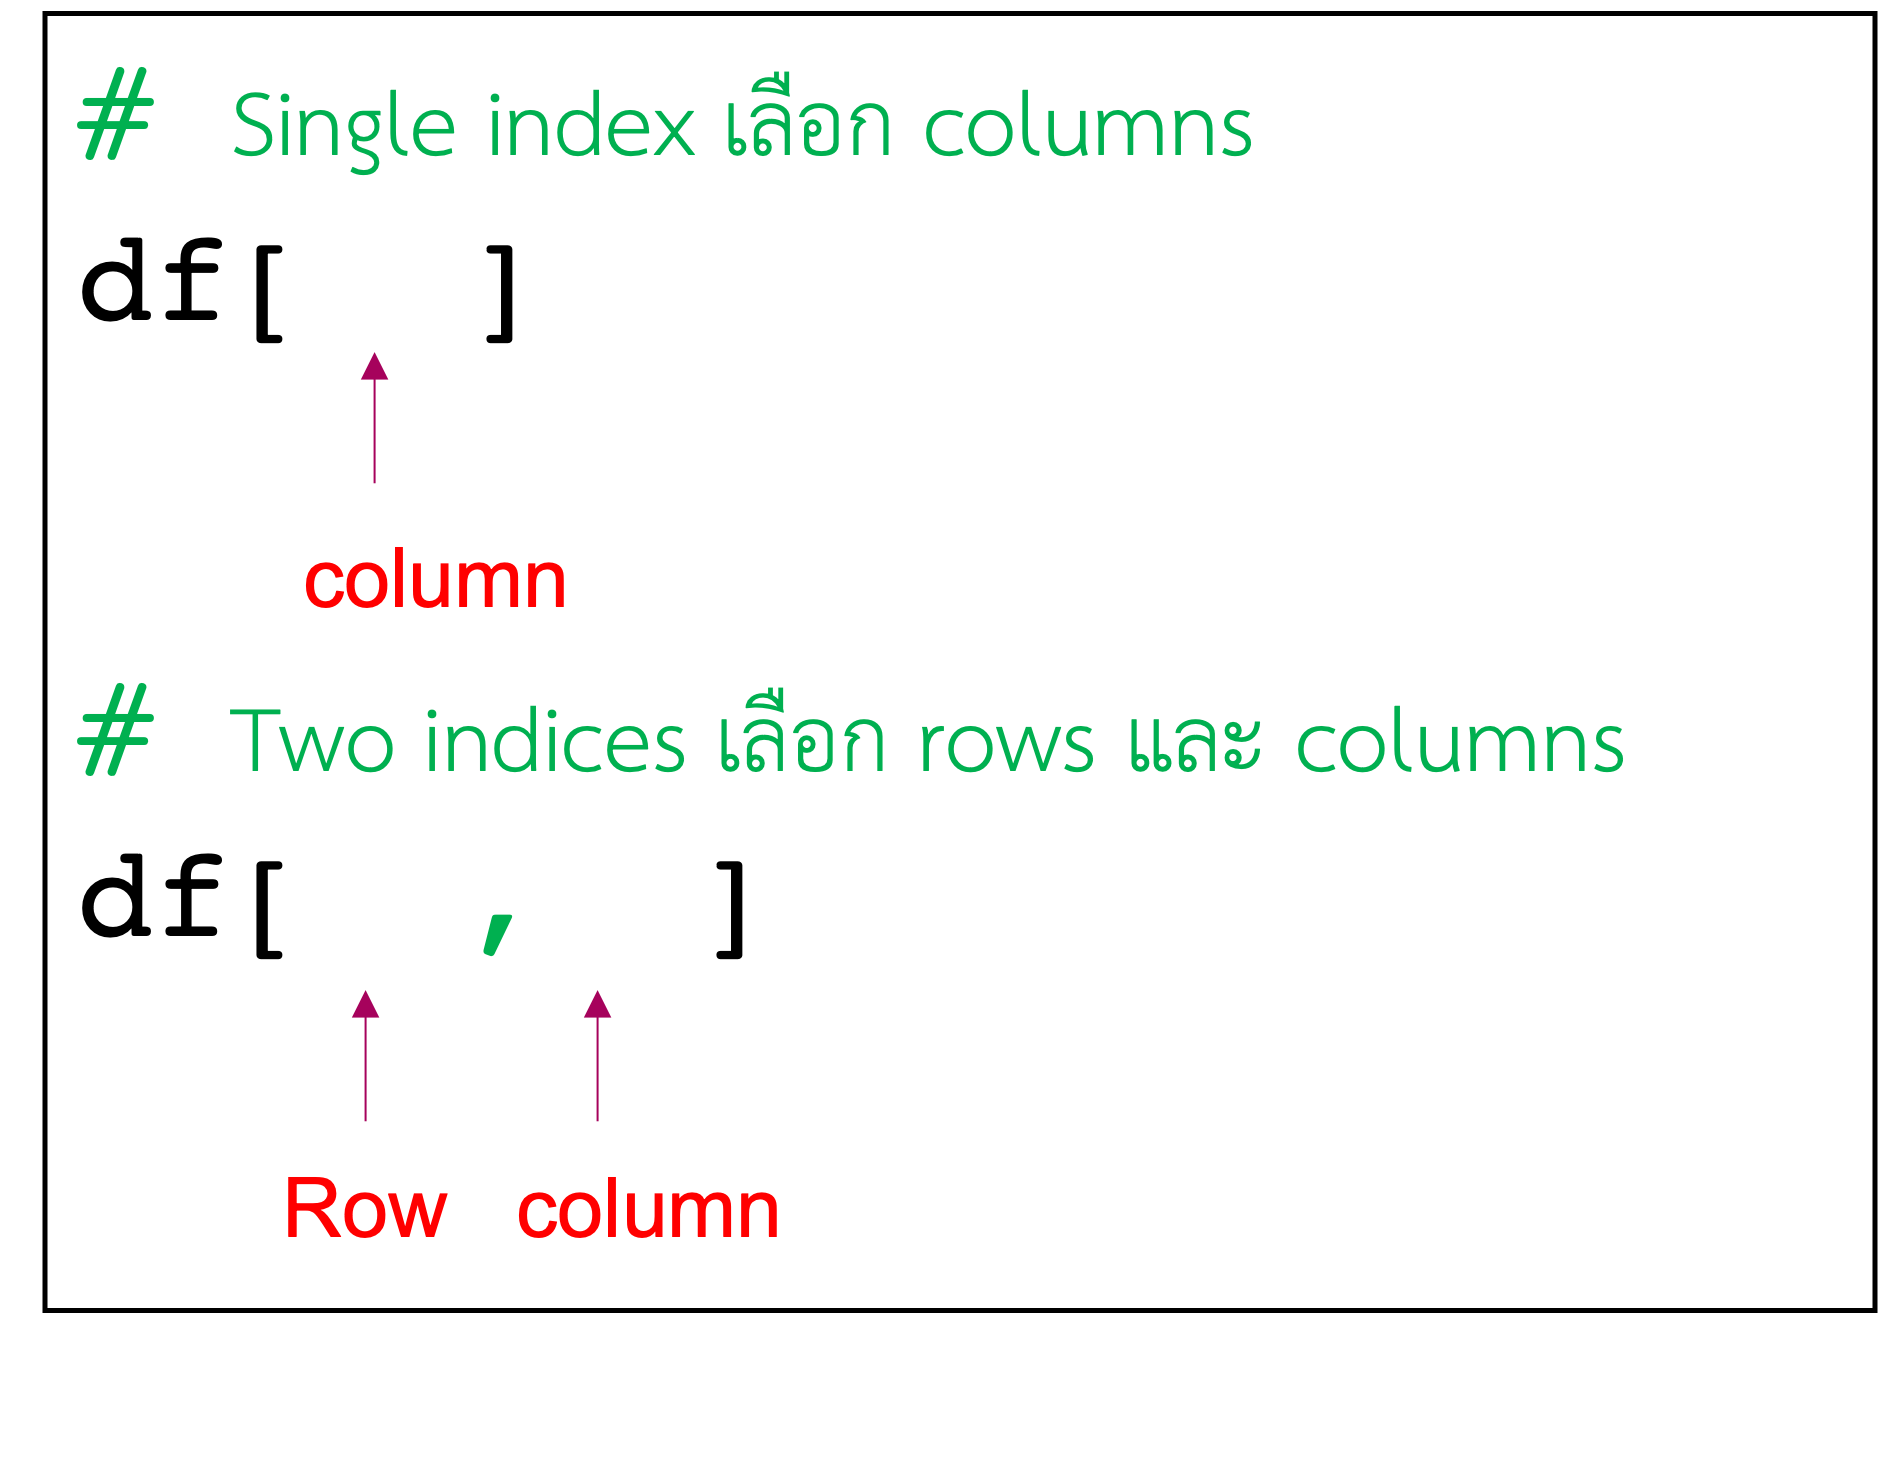 # Single index เลือก columns
df[ ]
column
# Two indices เลือก rows และ columns
df[ , ]
Row column